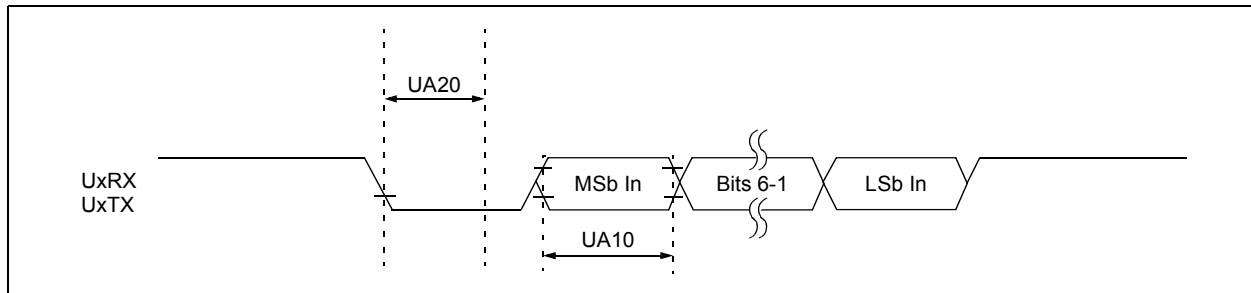 UA20
UxRX
UxTX
MSb In
Bits 6-1
LSb In
UA10